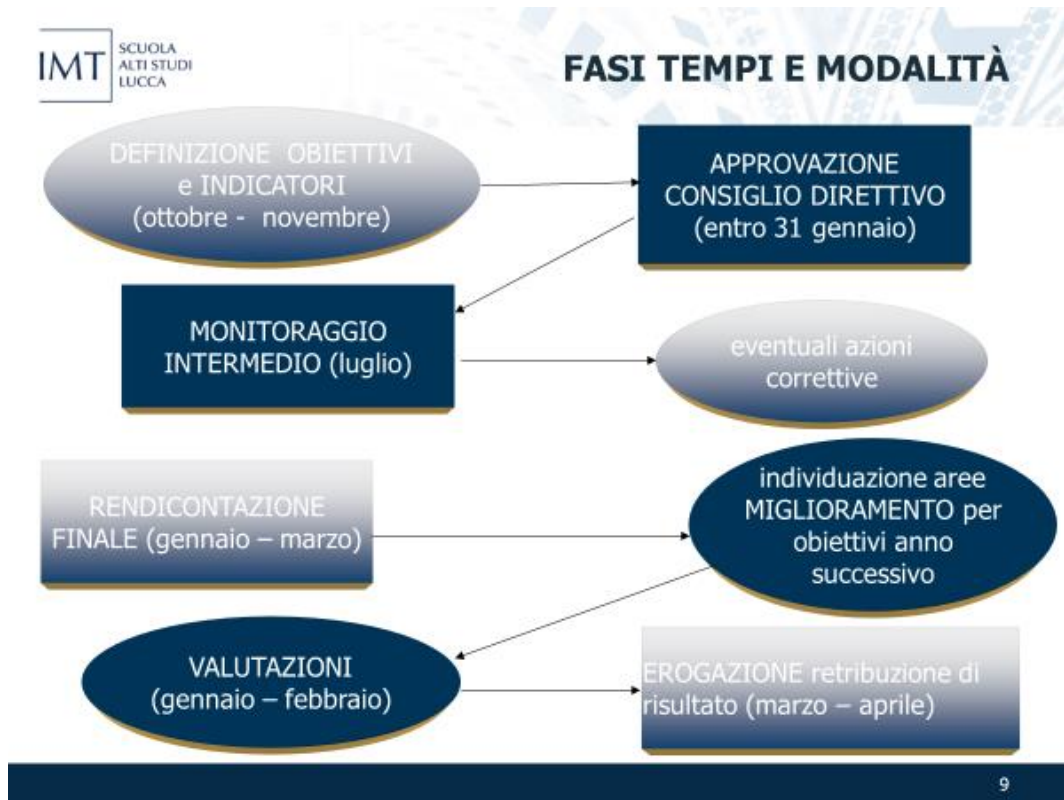 IMT
SCUOLA
ALTI STUDI
LUCCA
FASI TEMPI E MODALITÀ
DEFINIZIONE OBIETTIVI
e INDICATORI
(ottobre - novembre)
APPROVAZIONE
CONSIGLIO DIRETTIVO
(entro 31 gennaio)
MONITORAGGIO
INTERMEDIO (luglio)
eventuali azioni
correttive
RENDICONTAZIONE
FINALE (gennaio – marzo)
individuazione aree
MIGLIORAMENTO per
obiettivi anno
successivo
VALUTAZIONI
(gennaio – febbraio)
EROGAZIONE retribuzione di
risultato (marzo – aprile)
9